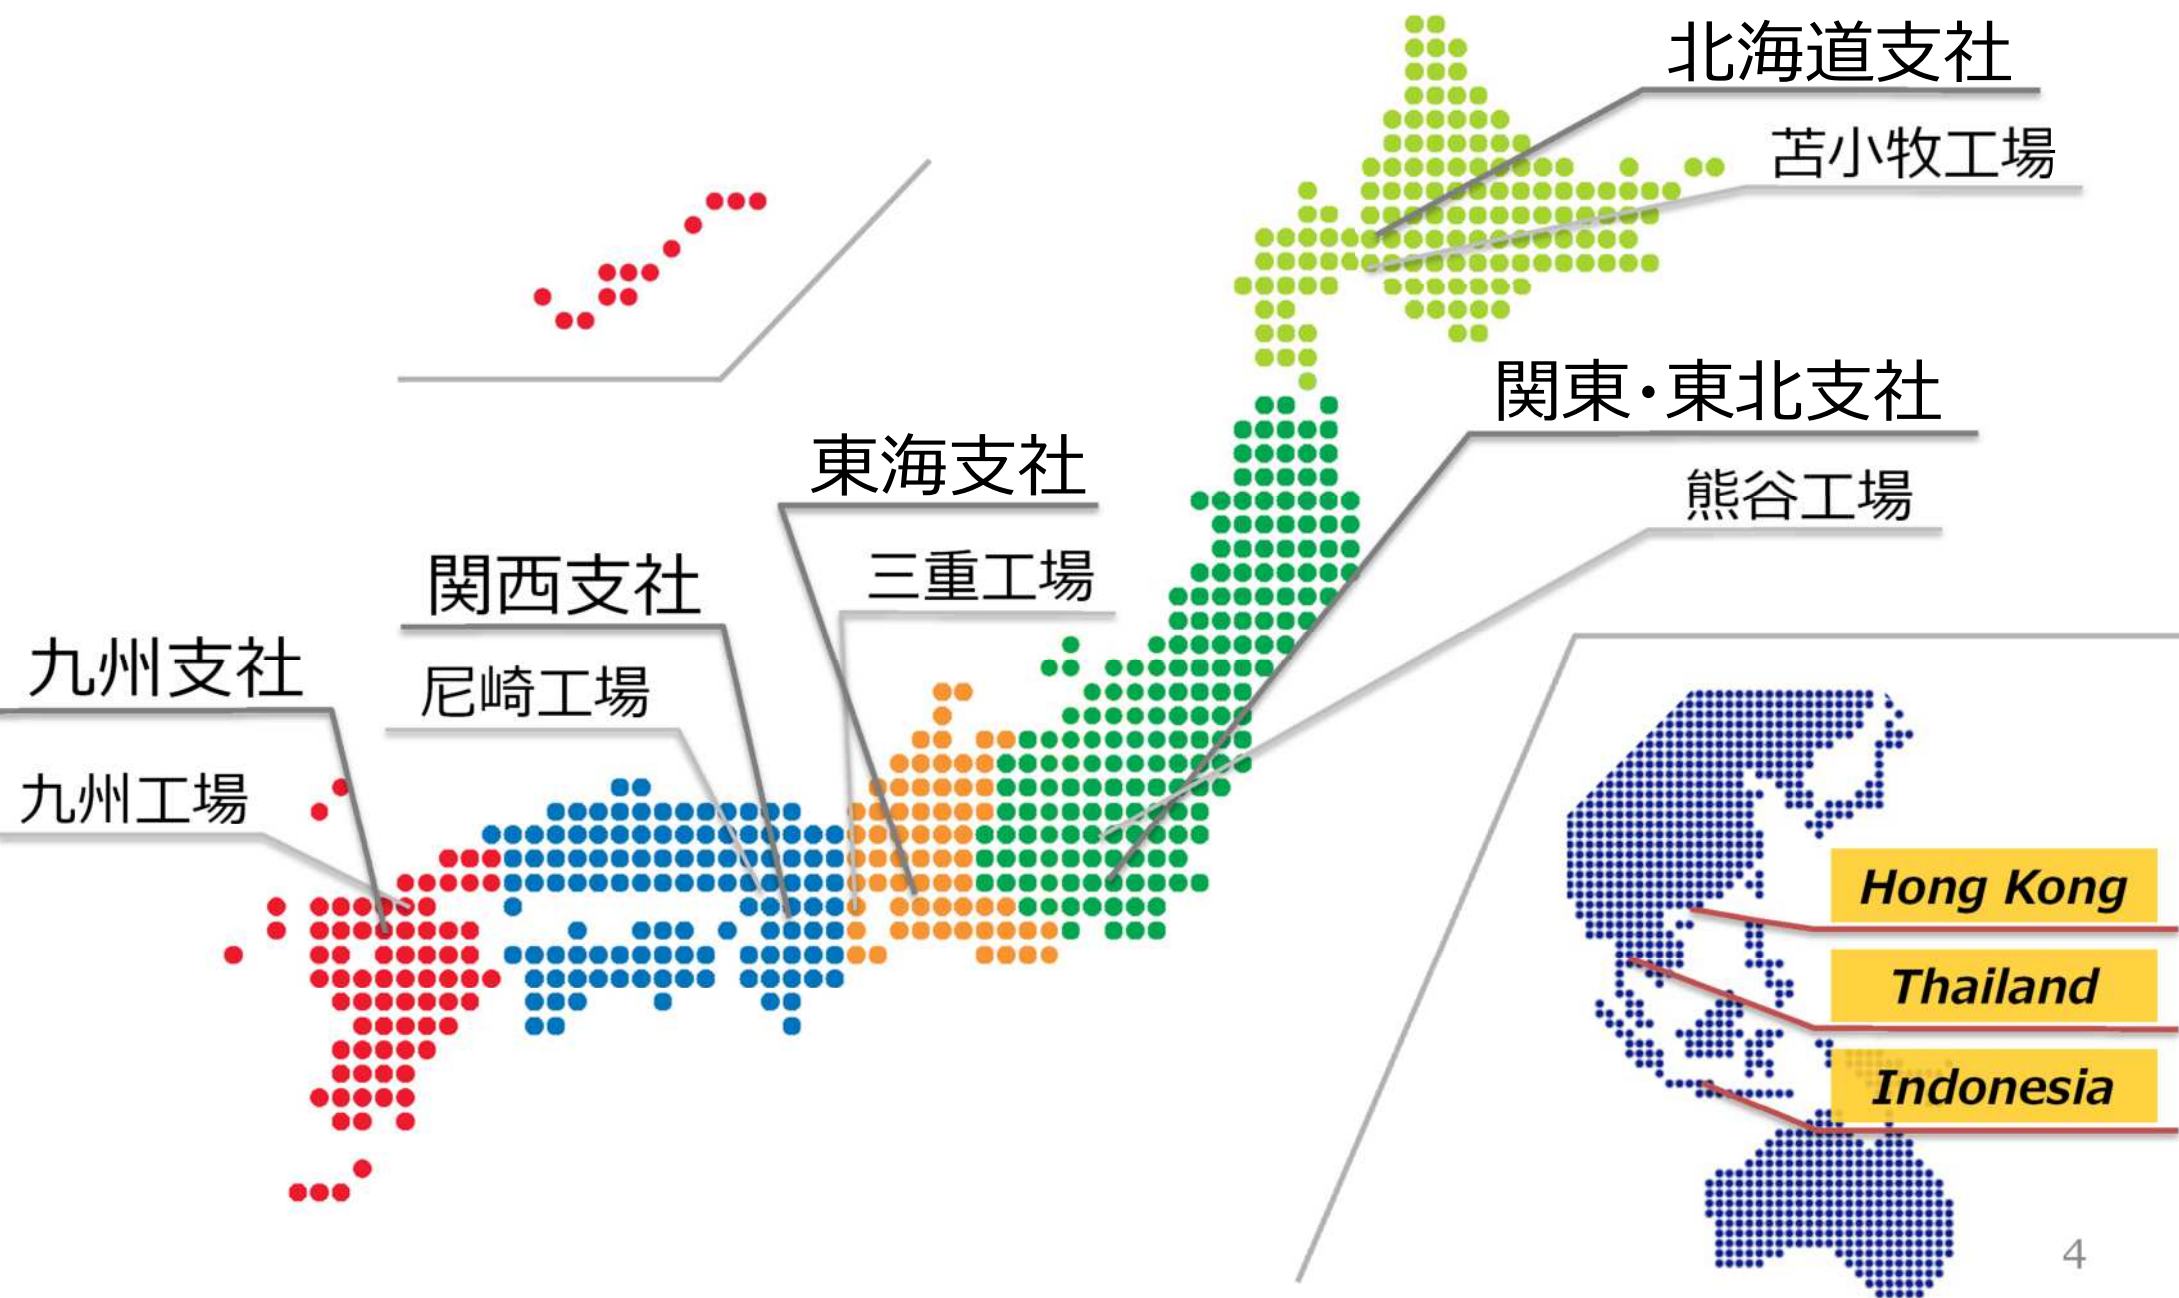 北海道支社
苫小牧工場
関東・東北支社
熊谷工場
東海支社
三重工場
関西支社
尼崎工場
九州支社
九州工場
Hong Kong
Thailand
Indonesia
4